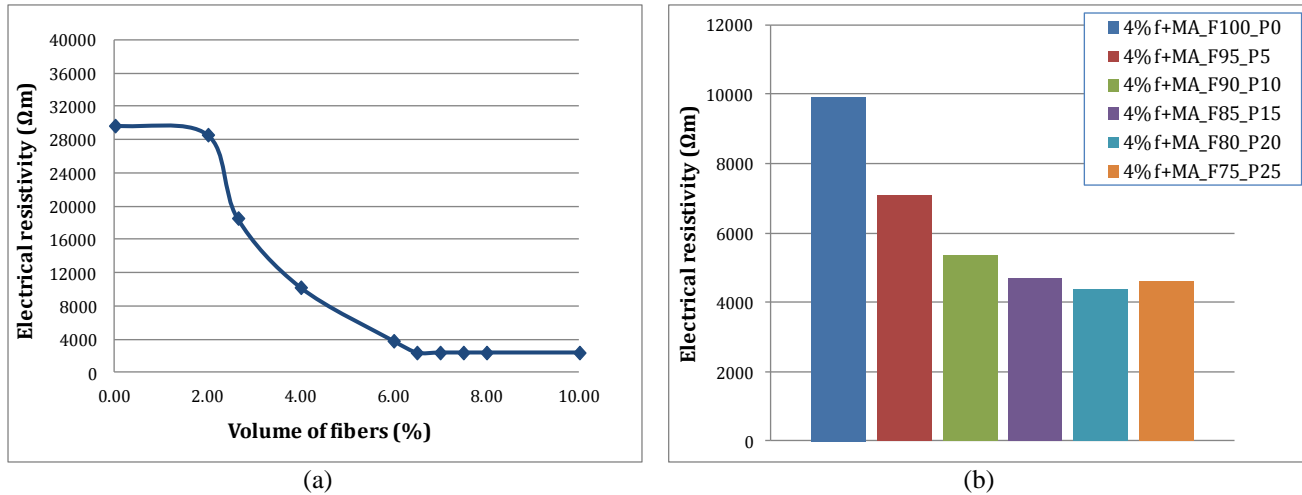 40000
36000
32000
28000
24000
20000
16000
12000
8000
4000
0
Electrical resistivity (Ωm)
0.00 2.00 4.00 6.00 8.00 10.00
Volume of fibers (%)
(a)
12000
10000
8000
6000
4000
2000
0
Electrical resistivity (Ωm)
4% f+MA_F100_P0
4% f+MA_F95_P5
4% f+MA_F90_P10
4% f+MA_F85_P15
4% f+MA_F80_P20
4% f+MA_F75_P25
(b)